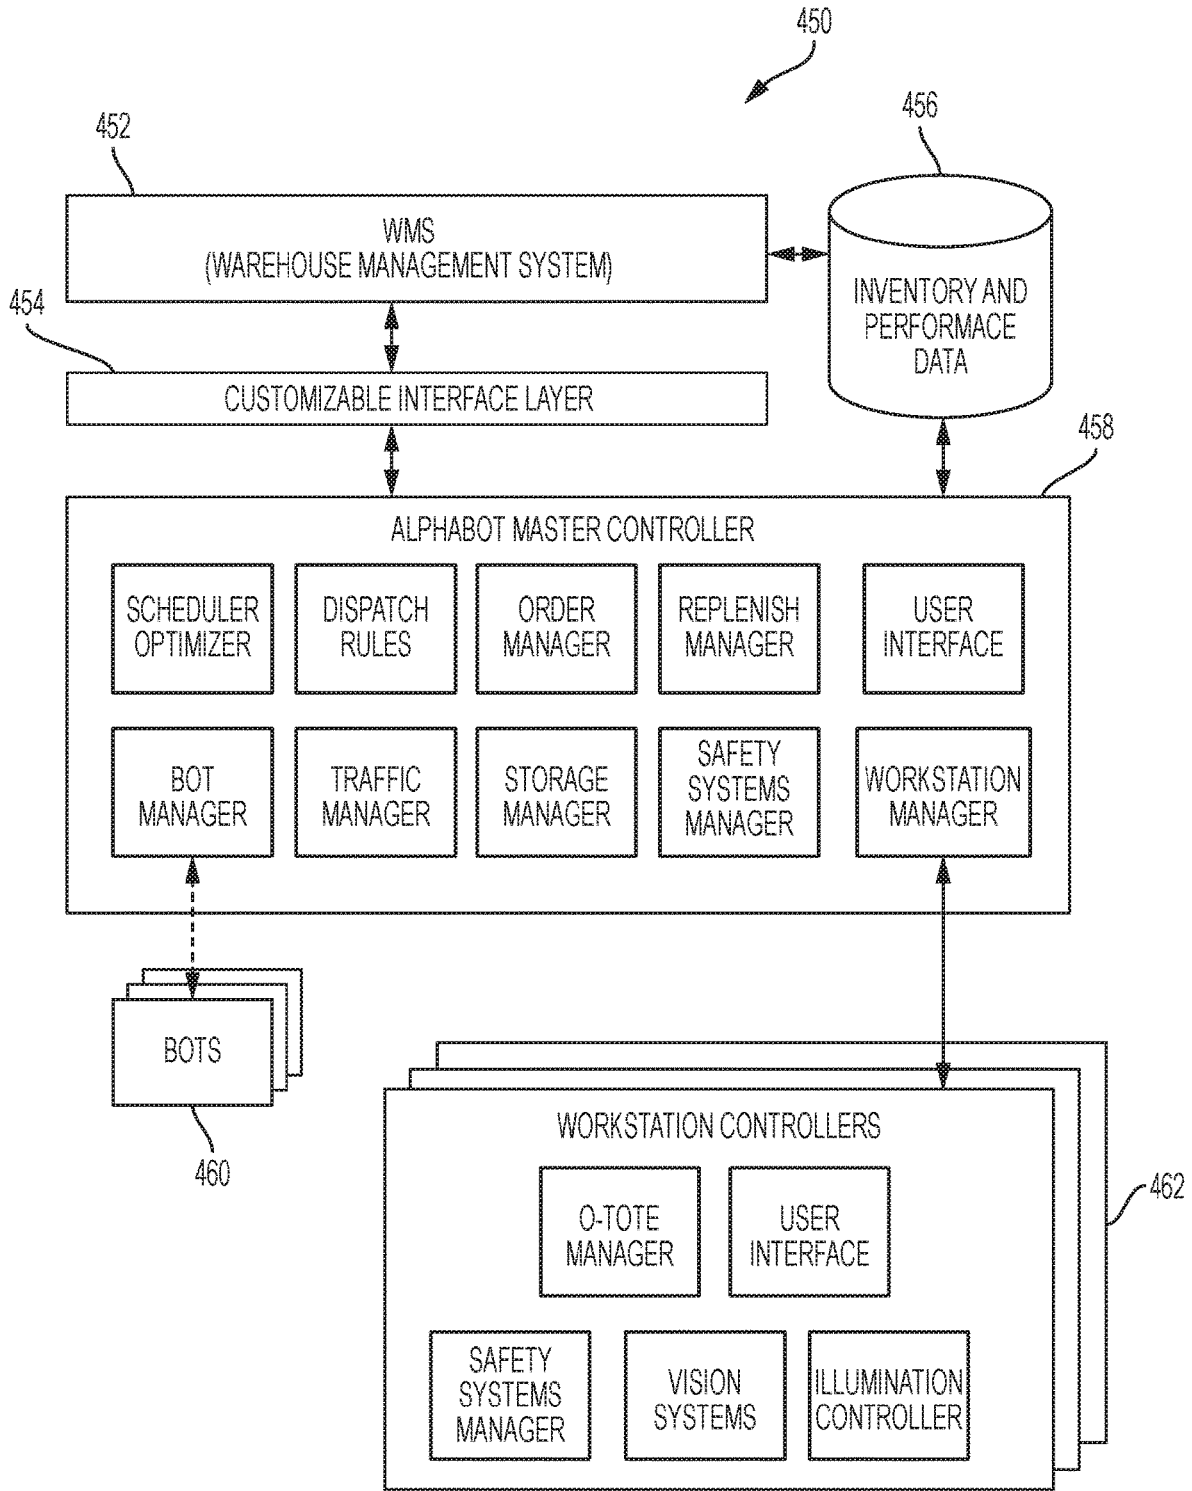 450
452
456
WMS
(WAREHOUSE MANAGEMENT SYSTEM)
INVENTORY AND
PERFORMACE
DATA
454
CUSTOMIZABLE INTERFACE LAYER
458
ALPHABOT MASTER CONTROLLER
SCHEDULER
OPTIMIZER
DISPATCH
RULES
ORDER
MANAGER
REPLENISH
MANAGER
USER
INTERFACE
BOT
MANAGER
TRAFFIC
MANAGER
STORAGE
MANAGER
SAFETY
SYSTEMS
MANAGER
WORKSTATION
MANAGER
BOTS
460
WORKSTATION CONTROLLERS
462
O-TOTE
MANAGER
USER
INTERFACE
SAFETY
SYSTEMS
MANAGER
VISION
SYSTEMS
ILLUMINATION
CONTROLLER